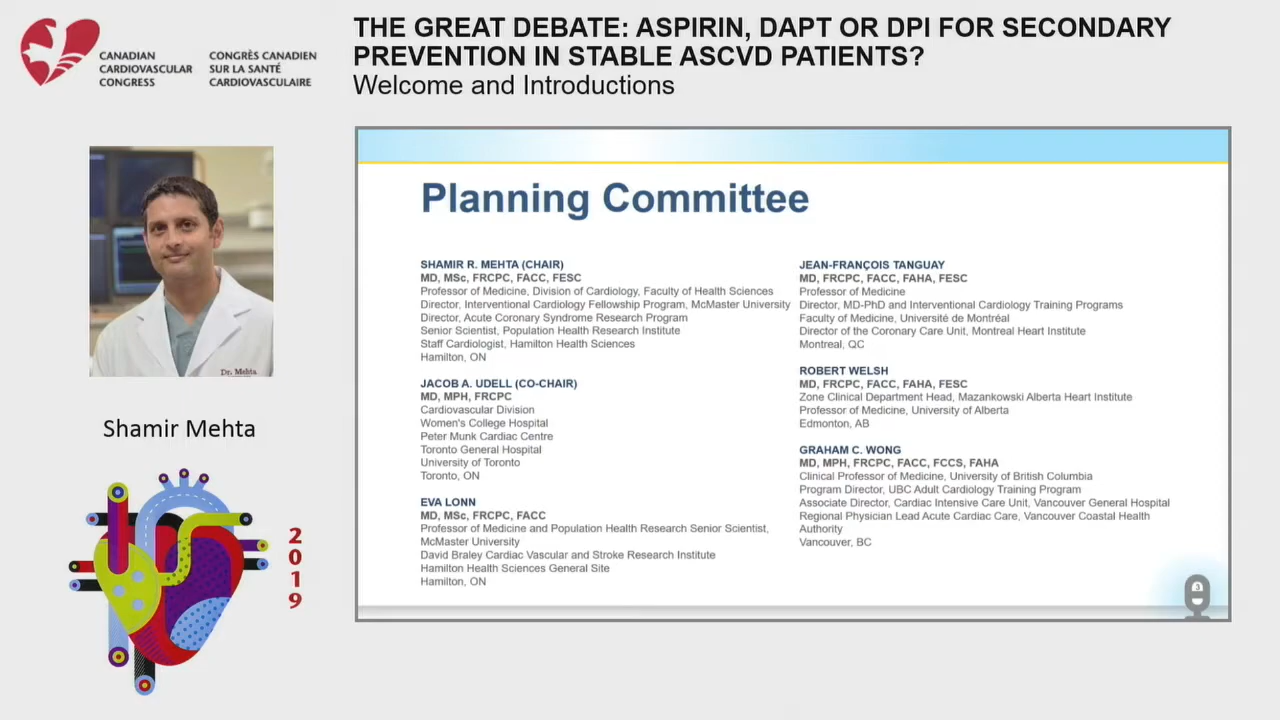 CANADIAN
CARDIOVASCULAR
CONGRESS
CONGRÈS CANADIEN
SUR LA SANTÉ
CARDIOVASCULAIRE
THE GREAT DEBATE: ASPIRIN, DAPT OR DPI FOR SECONDARY
PREVENTION IN STABLE ASCVD PATIENTS?
Welcome and Introductions
Dr. Mehta
Shamir Mehta
2019
Planning Committee
SHAMIR R. MEHTA (CHAIR)
MD, MSc, FRCPC, FACC, FESC
Professor of Medicine, Division of Cardiology, Faculty of Health Sciences
Director, Interventional Cardiology Fellowship Program, McMaster University
Director, Acute Coronary Syndrome Research Program
Senior Scientist, Population Health Research Institute
Staff Cardiologist, Hamilton Health Sciences
Hamilton, ON
JACOB A. UDELL (CO-CHAIR)
MD, MPH, FRCPC
Cardiovascular Division
Women's College Hospital
Peter Munk Cardiac Centre
Toronto General Hospital
University of Toronto
Toronto, ON
EVA LONN
MD, MSc, FRCPC, FACC
Professor of Medicine and Population Health Research Senior Scientist,
McMaster University
David Braley Cardiac Vascular and Stroke Research Institute
Hamilton Health Sciences General Site
Hamilton, ON
JEAN-FRANÇOIS TANGUAY
MD, FRCPC, FACC, FAHA, FESC
Professor of Medicine
Director, MD-PhD and Interventional Cardiology Training Programs
Faculty of Medicine, Université de Montréal
Director of the Coronary Care Unit, Montreal Heart Institute
Montreal, QC
ROBERT WELSH
MD, FRCPC, FACC, FAHA, FESC
Zone Clinical Department Head, Mazankowski Alberta Heart Institute
Professor of Medicine, University of Alberta
Edmonton, AB
GRAHAM C. WONG
MD, MPH, FRCPC, FACC, FCCS, FAHA
Clinical Professor of Medicine, University of British Columbia
Program Director, UBC Adult Cardiology Training Program
Associate Director, Cardiac Intensive Care Unit, Vancouver General Hospital
Regional Physician Lead Acute Cardiac Care, Vancouver Coastal Health
Authority
Vancouver, BC
3